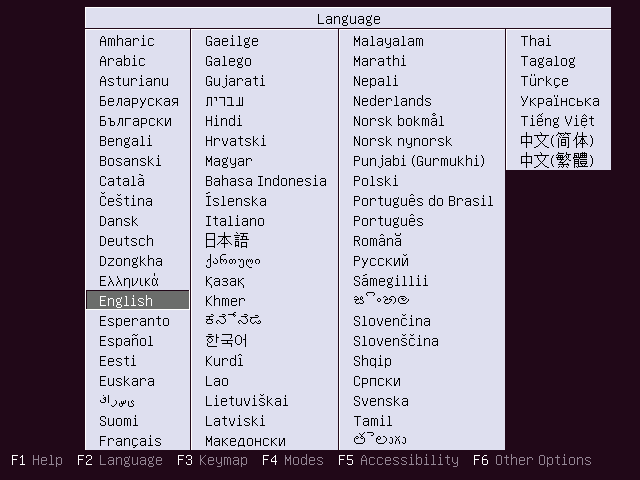 Language
Amharic
Arabic
Asturianu
Беларуская
Български
Bengali
Bosanski
Català
Čeština
Dansk
Deutsch
Dzongkha
Ελληνικά
English
Esperanto
Español
Eesti
Euskara
فارسی
Suomi
Français
Gaeilge
Galego
Gujarati
עברית
Hindi
Hrvatski
Magyar
Bahasa Indonesia
Íslenska
Italiano
日本語
ქართული
Қазақ
Khmer
ಕನ್ನಡ
한국어
Kurdî
Lao
Lietuviškai
Latviski
Македонски
Malayalam
Marathi
Nepali
Nederlands
Norsk bokmål
Norsk nynorsk
Punjabi (Gurmukhi)
Polski
Português do Brasil
Português
Română
Русский
Sámegillii
සිංහල
Slovenčina
Slovenščina
Shqip
Српски
Svenska
Tamil
తెలుగు
Thai
Tagalog
Türkçe
Українська
Tiếng Việt
中文(简体)
中文(繁體)
F1 Help F2 Language F3 Keymap F4 Modes F5 Accessibility F6 Other Options